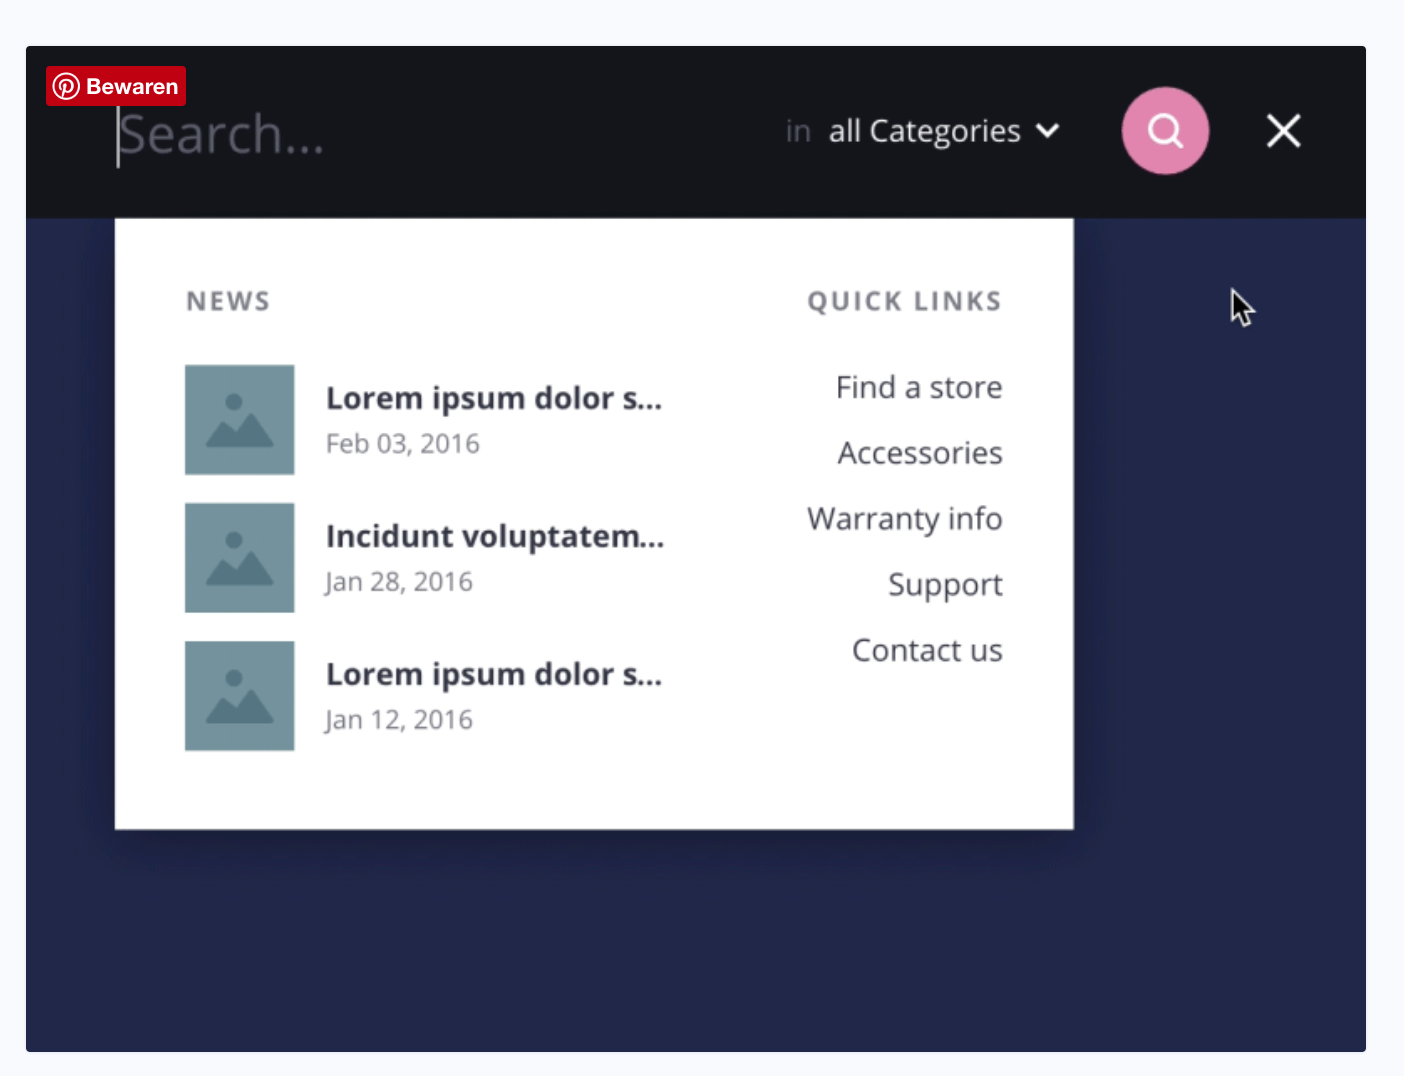 Bewaren
Search...
in all Categories
NEWS
Lorem ipsum dolor s...
Feb 03, 2016
Incidunt voluptatem...
Jan 28, 2016
Lorem ipsum dolor s...
Jan 12, 2016
QUICK LINKS
Find a store
Accessories
Warranty info
Support
Contact us